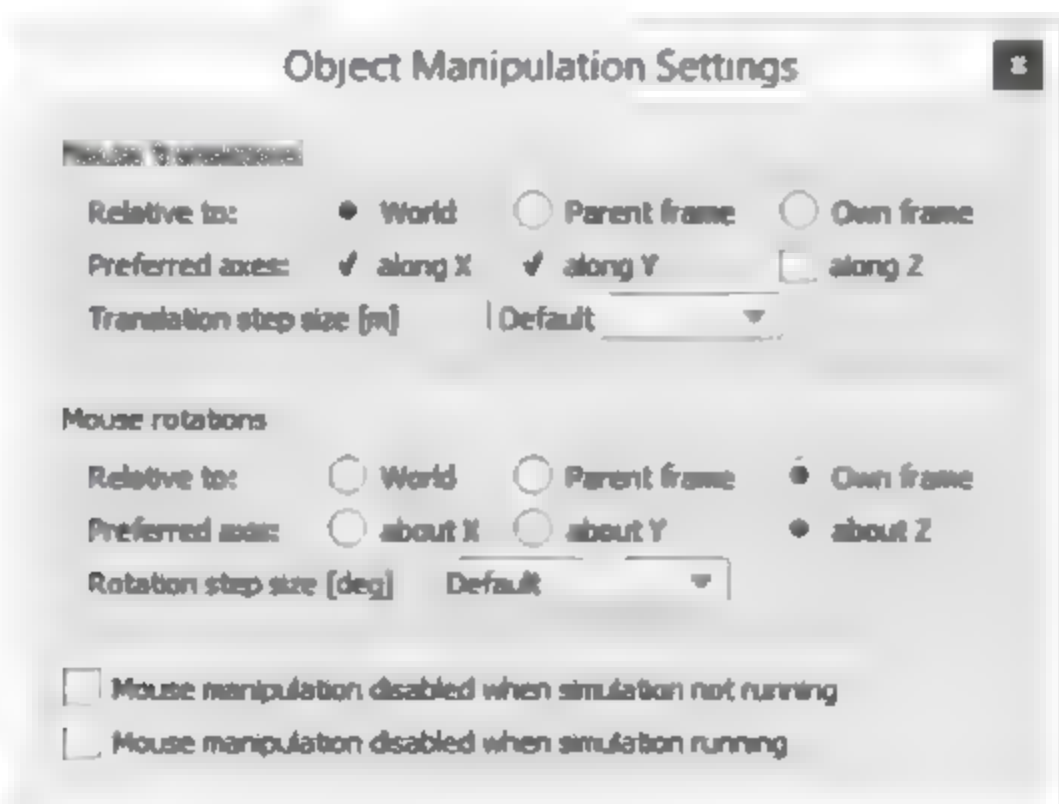 Object Manipulation Settings
Relative to: World Parent frame Own frame
Preferred axes: along X along Y along Z
Translation step size [m] Default
Mouse rotations
Relative to: World Parent frame Own frame
Preferred axes: about X about Y about Z
Rotation step size [deg] Default
Mouse manipulation disabled when simulation not running
Mouse manipulation disabled when simulation running